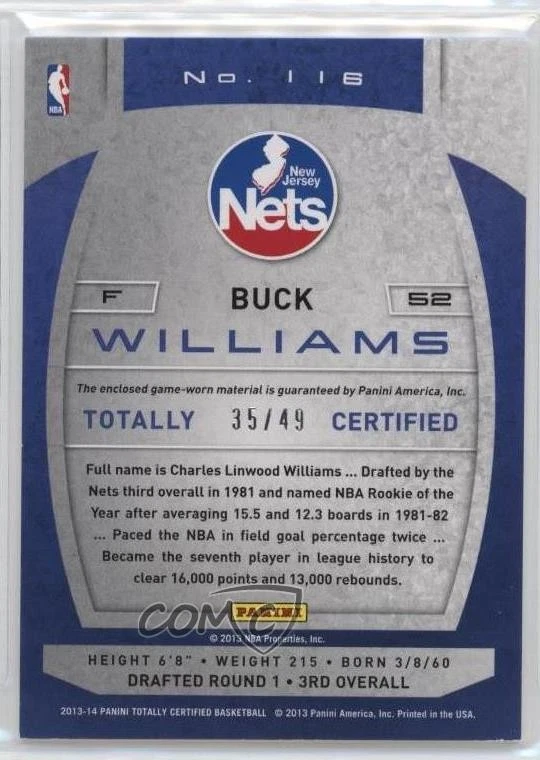 No. 116
NBA
New
Jersey
Nets
F BUCK 52
WILLIAMS
The enclosed game-worn material is guaranteed by Panini America, Inc.
TOTALLY 35/49 CERTIFIED
Full name is Charles Linwood Williams ... Drafted by the
Nets third overall in 1981 and named NBA Rookie of the
Year after averaging 15.5 and 12.3 boards in 1981-82
... Paced the NBA in field goal percentage twice ...
Became the seventh player in league history to
clear 16,000 points and 13,000 rebounds.
PANINI
COMC
© 2013 NBA Properties, Inc.
HEIGHT 6'8" • WEIGHT 215 • BORN 3/8/60
DRAFTED ROUND 1 • 3RD OVERALL
2013-14 PANINI TOTALLY CERTIFIED BASKETBALL © 2013 Panini America, Inc. Printed in the USA.